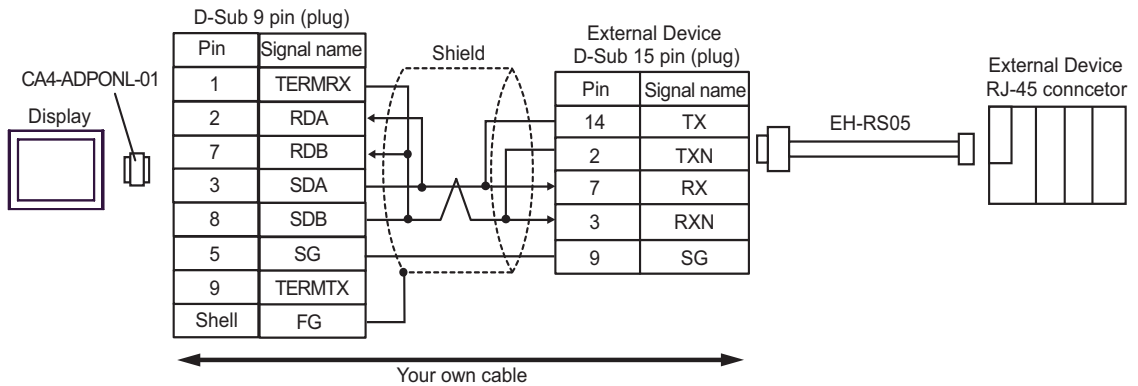 D-Sub 9 pin (plug)
Pin Signal name
1 TERMRX
2 RDA
7 RDB
3 SDA
8 SDB
5 SG
9 TERMTX
Shell FG
CA4-ADPONL-01
Display
Shield
External Device
D-Sub 15 pin (plug)
Pin Signal name
14 TX
2 TXN
7 RX
3 RXN
9 SG
EH-RS05
External Device
RJ-45 conncetor
Your own cable